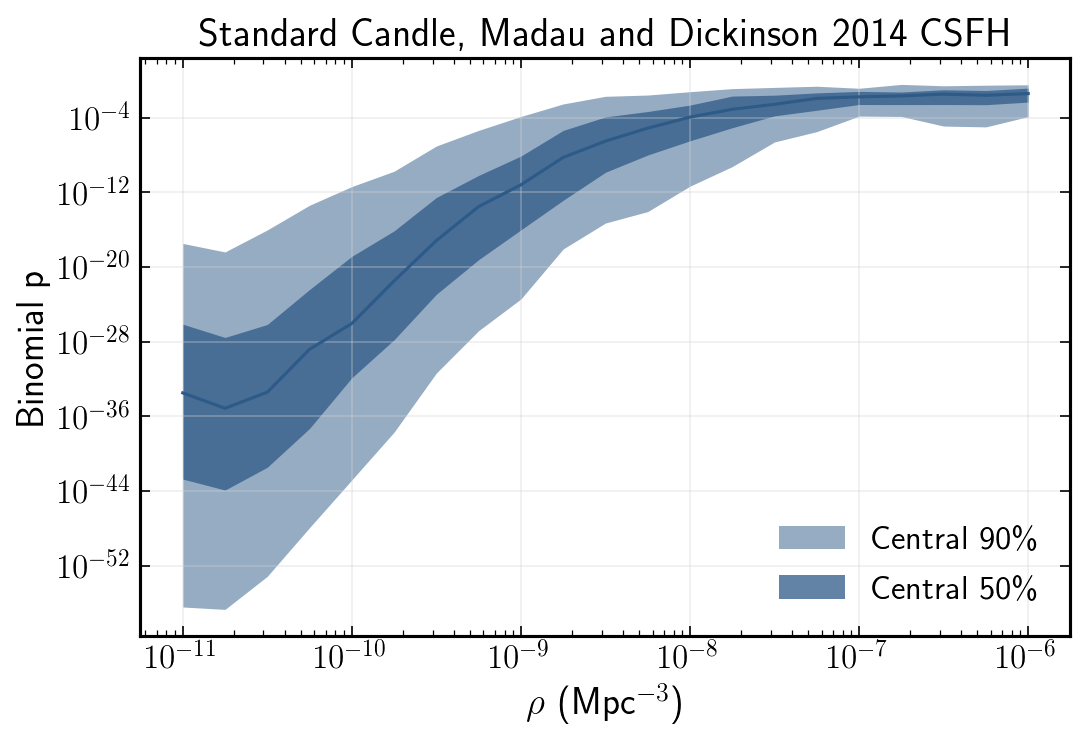 Standard Candle, Madau and Dickinson 2014 CSFH
Binomial p
10⁻⁴
10⁻¹²
10⁻²⁰
10⁻²⁸
10⁻³⁶
10⁻⁴⁴
10⁻⁵²
Central 90%
Central 50%
10⁻¹¹ 10⁻¹⁰ 10⁻⁹ 10⁻⁸ 10⁻⁷ 10⁻⁶
ρ (Mpc⁻³)